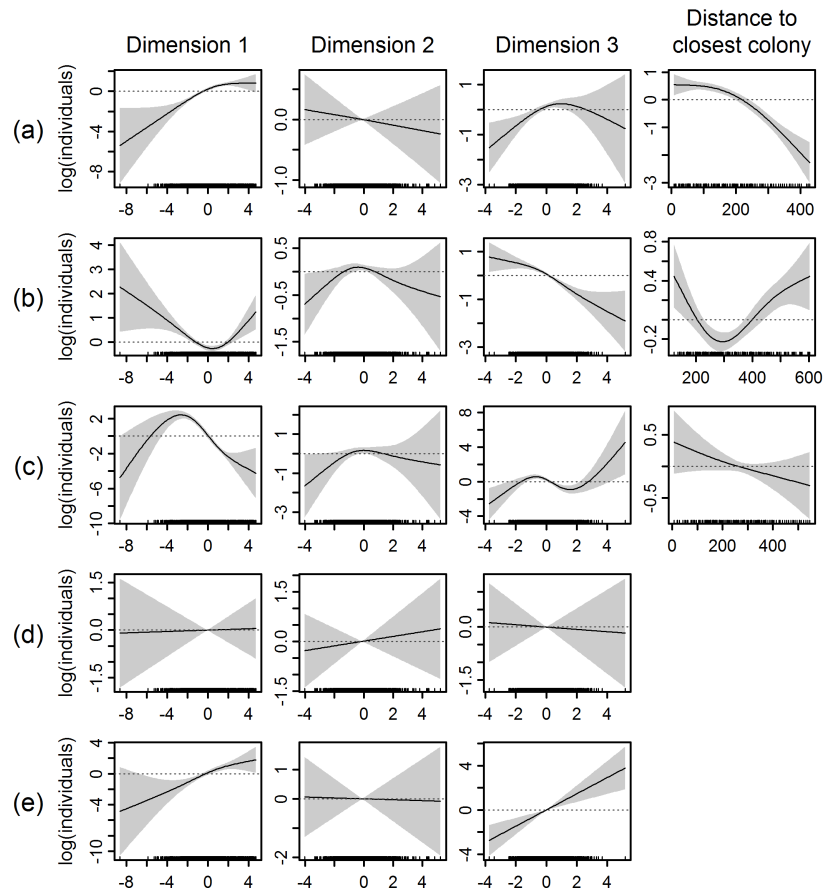 Dimension 1 Dimension 2 Dimension 3 Distance to
closest colony
(a) log(individuals)
0 -4 -8
-8 -4 0 4
0.0 -1.0
-4 -2 0 2 4
1 -1 -3
-4 -2 0 2 4
1 0 -1 -3
0 200 400
(b) log(individuals)
4 3 2 1 0
-8 -4 0 4
0.5 -0.5 -1.5
-4 -2 0 2 4
1 -1 -3
-4 -2 0 2 4
0.8 0.4 -0.2
100 300 500 600
(c) log(individuals)
2 -2 -6 -10
-8 -4 0 4
2 1 -1 -3
-4 -2 0 2 4
8 4 0 -4
-4 -2 0 2 4
0.5 -0.5
0 200 400
(d) log(individuals)
1.5 0.0 -1.5
-8 -4 0 4
1.5 0.0 -1.5
-4 -2 0 2 4
0.0 -1.5
-4 -2 0 2 4
(e) log(individuals)
4 0 -4 -10
-8 -4 0 4
1 0 -2
-4 -2 0 2 4
4 0 -4
-4 -2 0 2 4